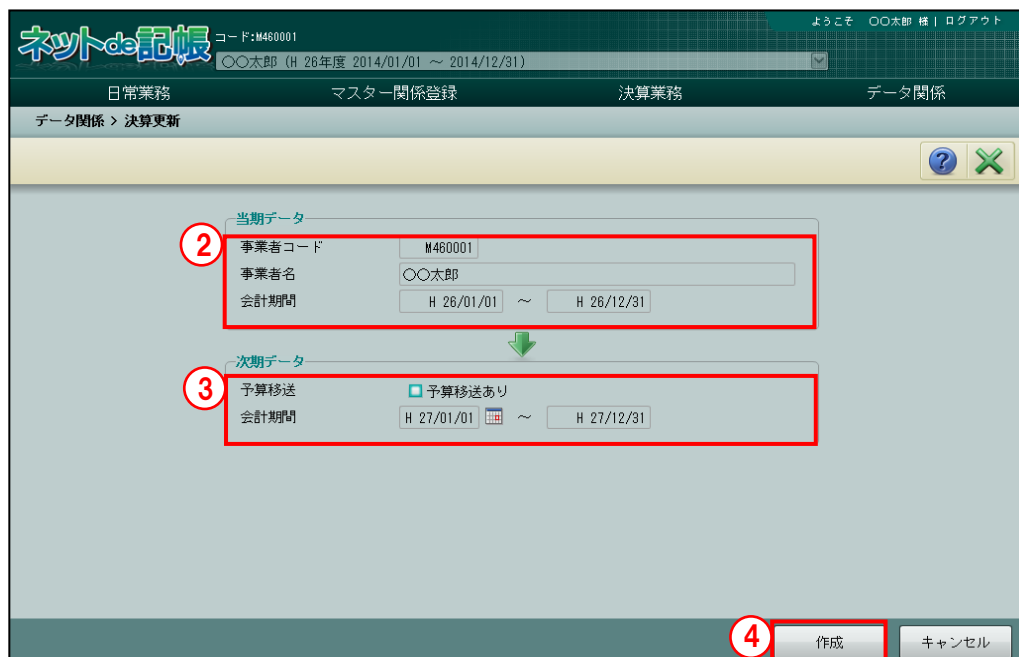 ようこそ 〇〇太郎 様 | ログアウト
ネットde記帳 コード:M460001
〇〇太郎 (H 26年度 2014/01/01 ～ 2014/12/31)
日常業務 マスター関係登録 決算業務 データ関係
データ関係 > 決算更新
?
当期データ
②
事業者コード M460001
事業者名 〇〇太郎
会計期間 H 26/01/01 ～ H 26/12/31
次期データ
③
予算移送 予算移送あり
会計期間 H 27/01/01 ～ H 27/12/31
④ 作成 キャンセル